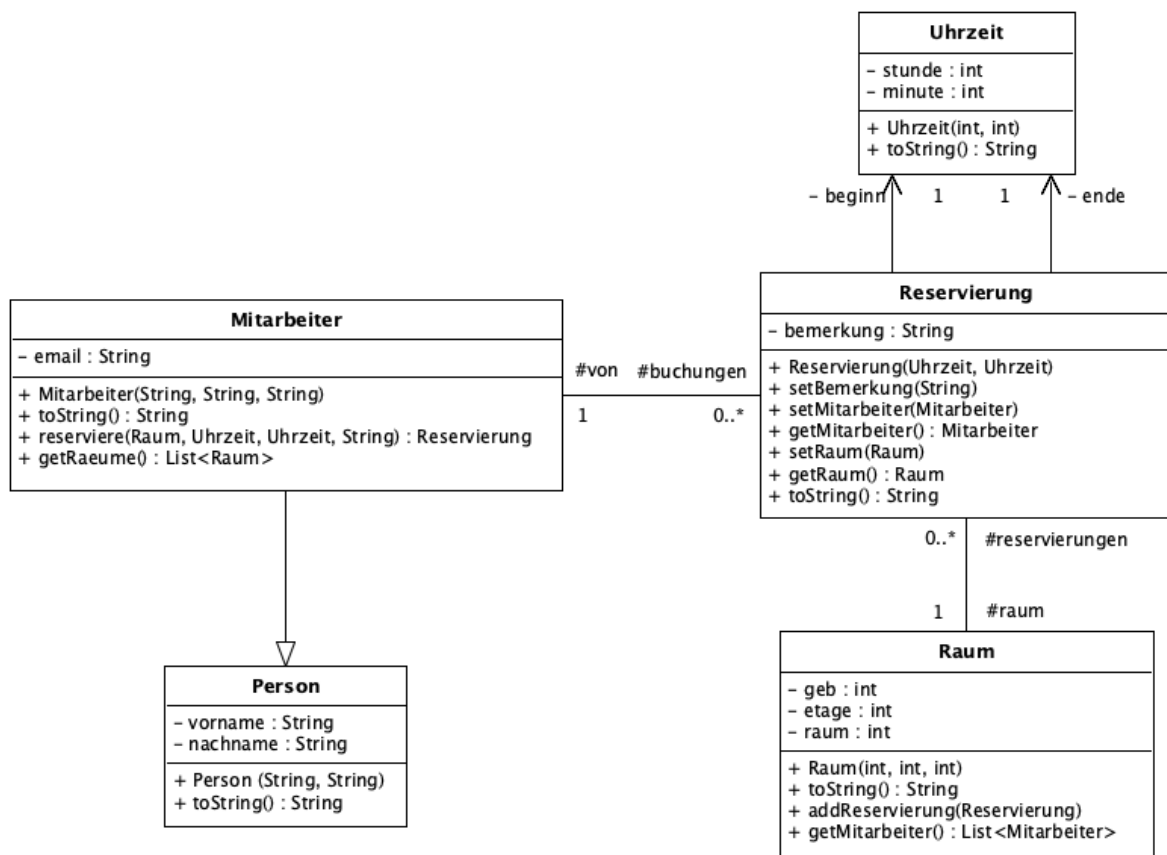 Uhrzeit
– stunde : int
– minute : int
+ Uhrzeit(int, int)
+ toString() : String
– beginn 1 1 – ende
Reservierung
– bemerkung : String
+ Reservierung(Uhrzeit, Uhrzeit)
+ setBemerkung(String)
+ setMitarbeiter(Mitarbeiter)
+ getMitarbeiter() : Mitarbeiter
+ setRaum(Raum)
+ getRaum() : Raum
+ toString() : String
Mitarbeiter
– email : String
+ Mitarbeiter(String, String, String)
+ toString() : String
+ reserviere(Raum, Uhrzeit, Uhrzeit, String) : Reservierung
+ getRaeume() : List<Raum>
#von #buchungen
1 0..*
0..* #reservierungen
1 #raum
Person
– vorname : String
– nachname : String
+ Person (String, String)
+ toString() : String
Raum
– geb : int
– etage : int
– raum : int
+ Raum(int, int, int)
+ toString() : String
+ addReservierung(Reservierung)
+ getMitarbeiter() : List<Mitarbeiter>